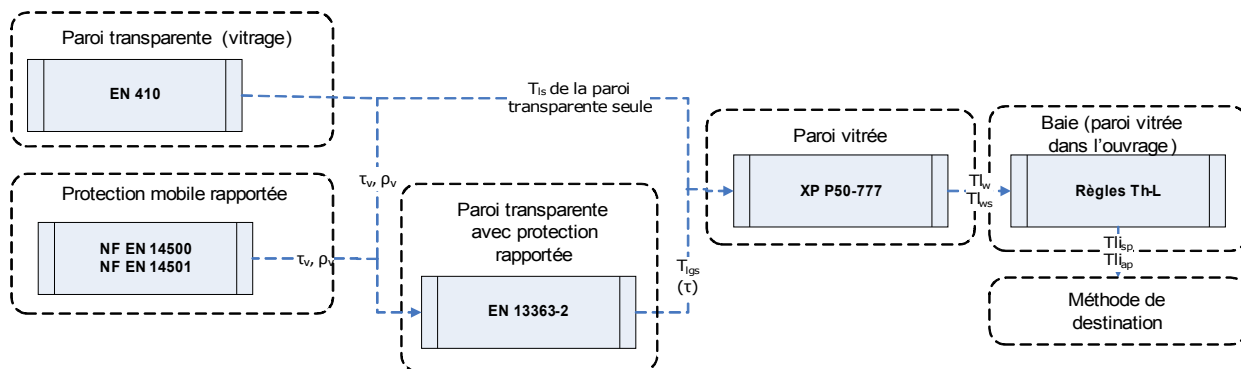 Paroi transparente (vitrage)
EN 410
Tls de la paroi
transparente seule
Protection mobile rapportée
NF EN 14500
NF EN 14501
τv, ρv
τv, ρv
Paroi transparente
avec protection
rapportée
EN 13363-2
Tlgs
(τ)
Paroi vitrée
XP P50-777
Tlw
Tlws
Baie (paroi vitrée
dans l'ouvrage)
Règles Th-L
Tlisp,
Tliap
Méthode de
destination